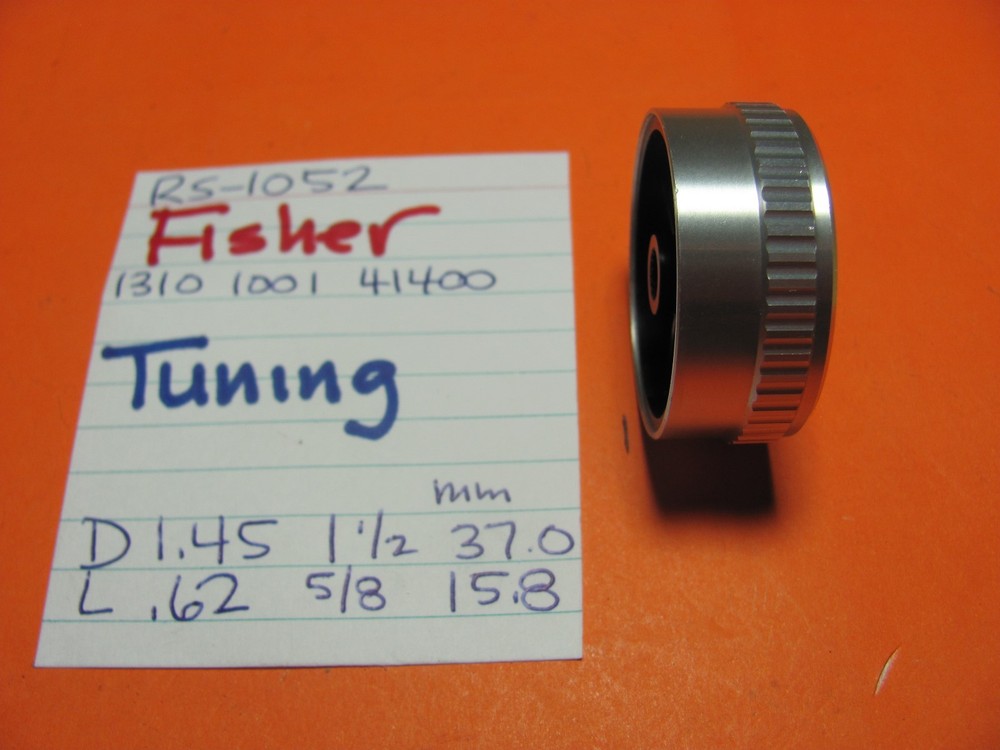 RS-1052
Fisher
1310 1001 41400
Tuning
mm
D 1.45 1 1/2 37.0
L .62 5/8 15.8